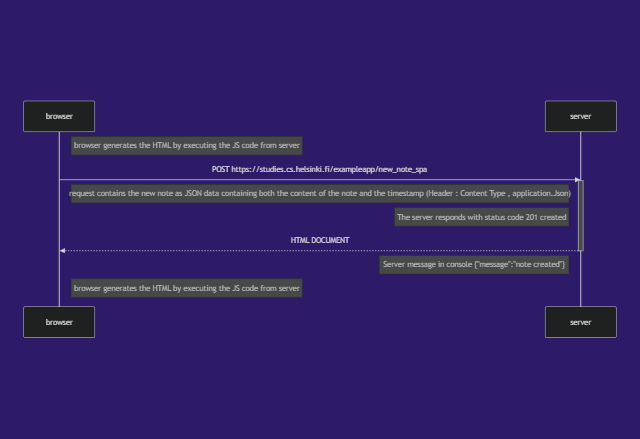 browser
server
browser generates the HTML by executing the JS code from server
POST https://studies.cs.helsinki.fi/exampleapp/new_note_spa
request contains the new note as JSON data containing both the content of the note and the timestamp (Header : Content Type , application.Json)
The server responds with status code 201 created
HTML DOCUMENT
Server message in console {"message":"note created"}
browser generates the HTML by executing the JS code from server
browser
server